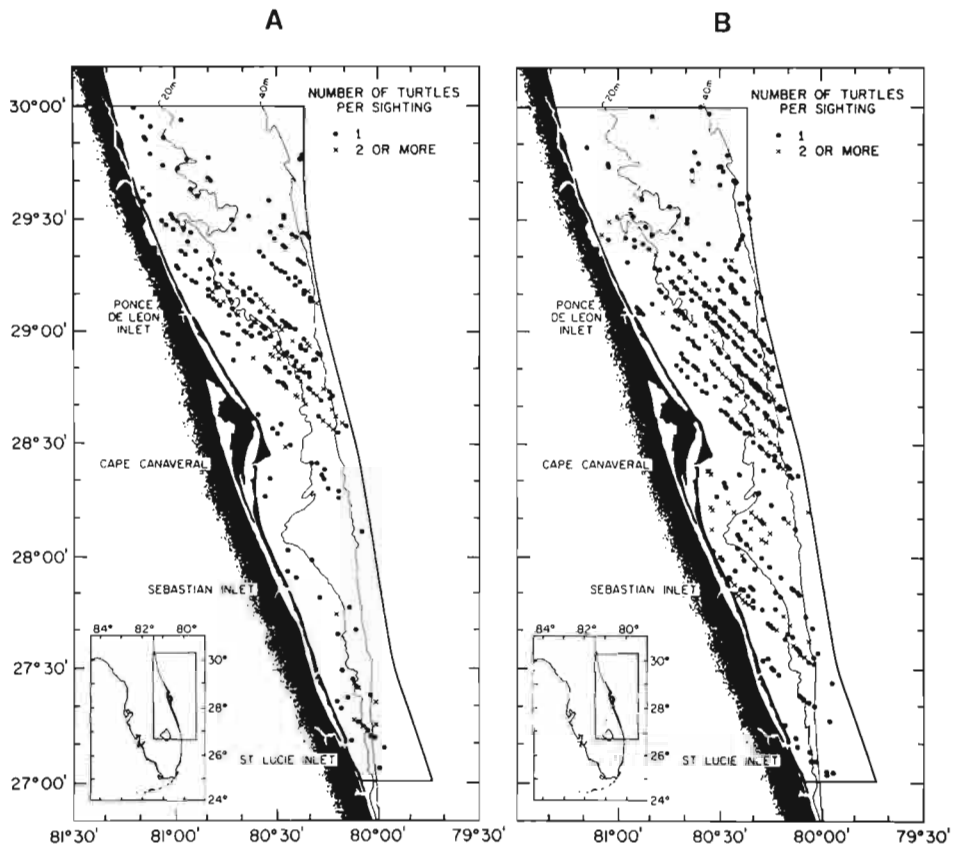 A
B
NUMBER OF TURTLES
PER SIGHTING
• 1
× 2 OR MORE
NUMBER OF TURTLES
PER SIGHTING
• 1
× 2 OR MORE
20m
40m
20m
40m
30°00'
29°30'
29°00'
28°30'
28°00'
27°30'
27°00'
PONCE
DE LEON
INLET
PONCE
DE LEON
INLET
CAPE CANAVERAL
CAPE CANAVERAL
SEBASTIAN INLET
SEBASTIAN INLET
84° 82° 80°
30°
28°
26°
24°
84° 82° 80°
30°
28°
26°
24°
ST LUCIE INLET
ST LUCIE INLET
81°30' 81°00' 80°30' 80°00' 79°30'
81°00' 80°30' 80°00' 79°30'